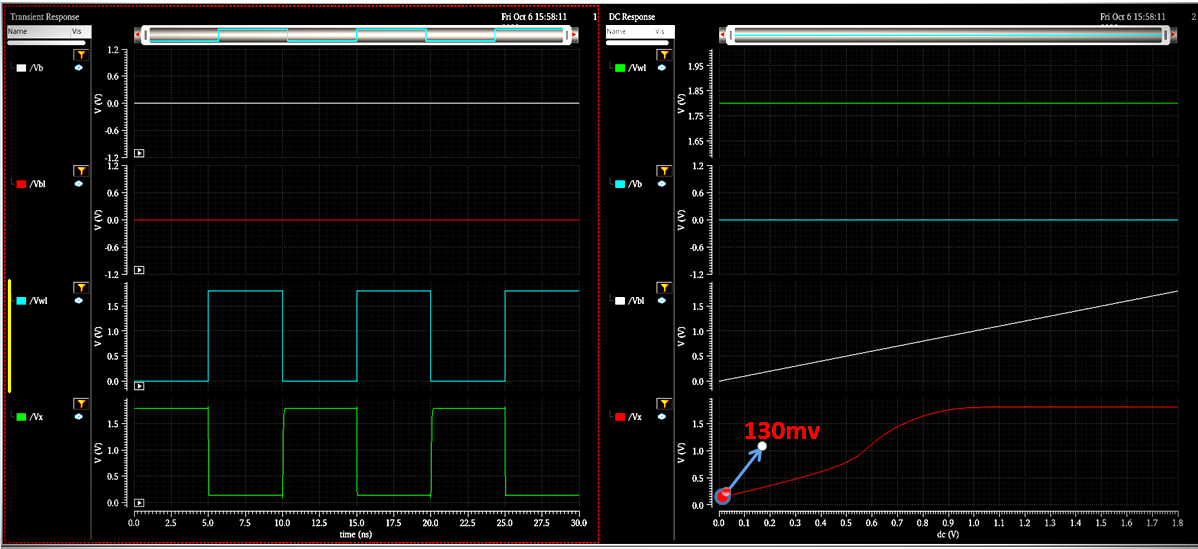 Transient Response Fri Oct 6 15:58:11 1
Name Vis
/Vb
V (V)
1.2
0.6
0.0
-0.6
-1.2
/Vbl
V (V)
1.2
0.6
0.0
-0.6
-1.2
/Vwl
V (V)
1.5
1.0
0.5
0.0
/Vx
V (V)
1.5
1.0
0.5
0.0
0.0 2.5 5.0 7.5 10.0 12.5 15.0 17.5 20.0 22.5 25.0 27.5 30.0
time (ns)
DC Response Fri Oct 6 15:58:11 2
Name Vis
/Vwl
V (V)
1.95
1.85
1.75
1.65
/Vb
V (V)
1.2
0.6
0.0
-0.6
-1.2
/Vbl
V (V)
1.5
1.0
0.5
0.0
/Vx
V (V)
1.5
1.0
0.5
0.0
130mv
0.0 0.1 0.2 0.3 0.4 0.5 0.6 0.7 0.8 0.9 1.0 1.1 1.2 1.3 1.4 1.5 1.6 1.7 1.8
dc (V)